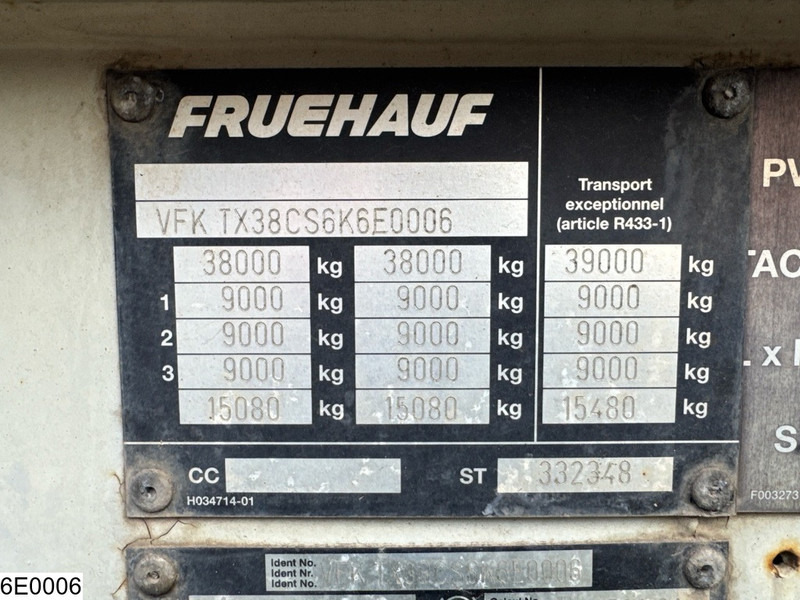 FRUEHAUF
VFK TX38CS6K6E0006
Transport
exceptionnel
(article R433-1)
38000 kg 38000 kg 39000 kg
1 9000 kg 9000 kg 9000 kg
2 9000 kg 9000 kg 9000 kg
3 9000 kg 9000 kg 9000 kg
15080 kg 15080 kg 15480 kg
CC ST 332348
H034714-01
PV
TAC
. x
S
F003273
Ident No.
Ident Nr.
Ident No.
6E0006